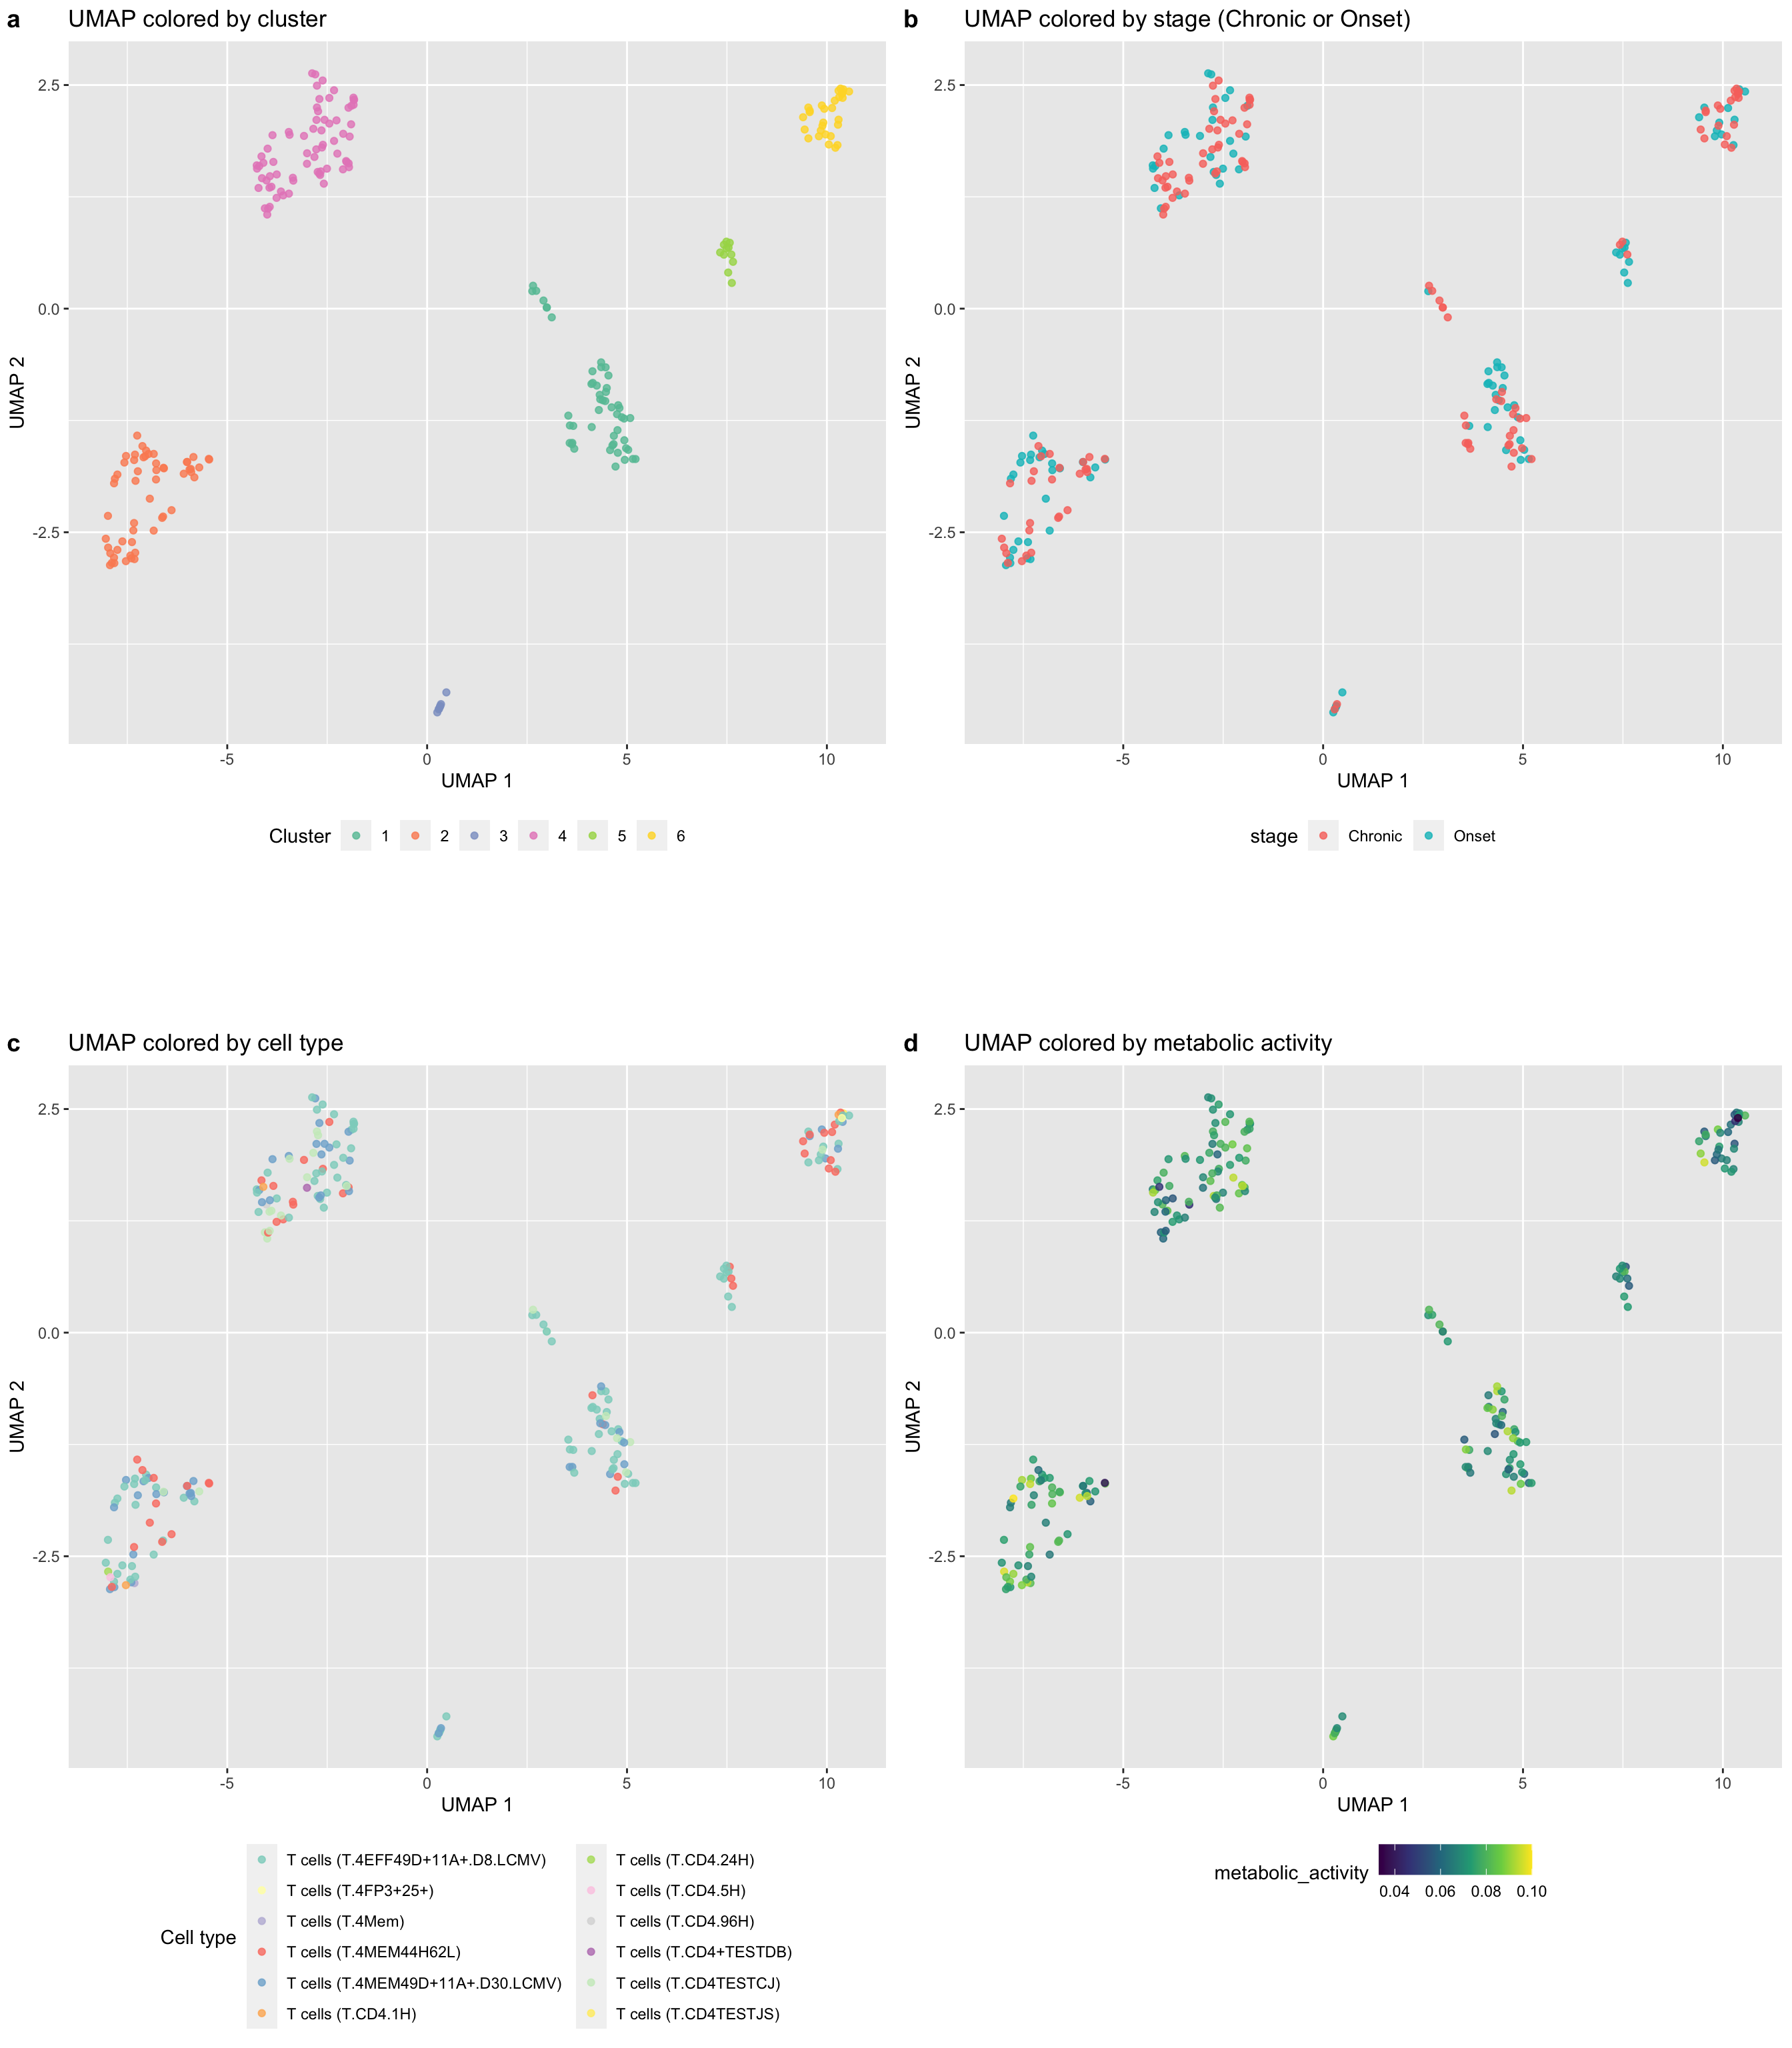 a UMAP colored by cluster
2.5
0.0
-2.5
UMAP 2
-5 0 5 10
UMAP 1
Cluster 1 2 3 4 5 6
b UMAP colored by stage (Chronic or Onset)
2.5
0.0
-2.5
UMAP 2
-5 0 5 10
UMAP 1
stage Chronic Onset
c UMAP colored by cell type
2.5
0.0
-2.5
UMAP 2
-5 0 5 10
UMAP 1
Cell type
T cells (T.4EFF49D+11A+.D8.LCMV)
T cells (T.4FP3+25+)
T cells (T.4Mem)
T cells (T.4MEM44H62L)
T cells (T.4MEM49D+11A+.D30.LCMV)
T cells (T.CD4.1H)
T cells (T.CD4.24H)
T cells (T.CD4.5H)
T cells (T.CD4.96H)
T cells (T.CD4+TESTDB)
T cells (T.CD4TESTCJ)
T cells (T.CD4TESTJS)
d UMAP colored by metabolic activity
2.5
0.0
-2.5
UMAP 2
-5 0 5 10
UMAP 1
metabolic_activity
0.04 0.06 0.08 0.10